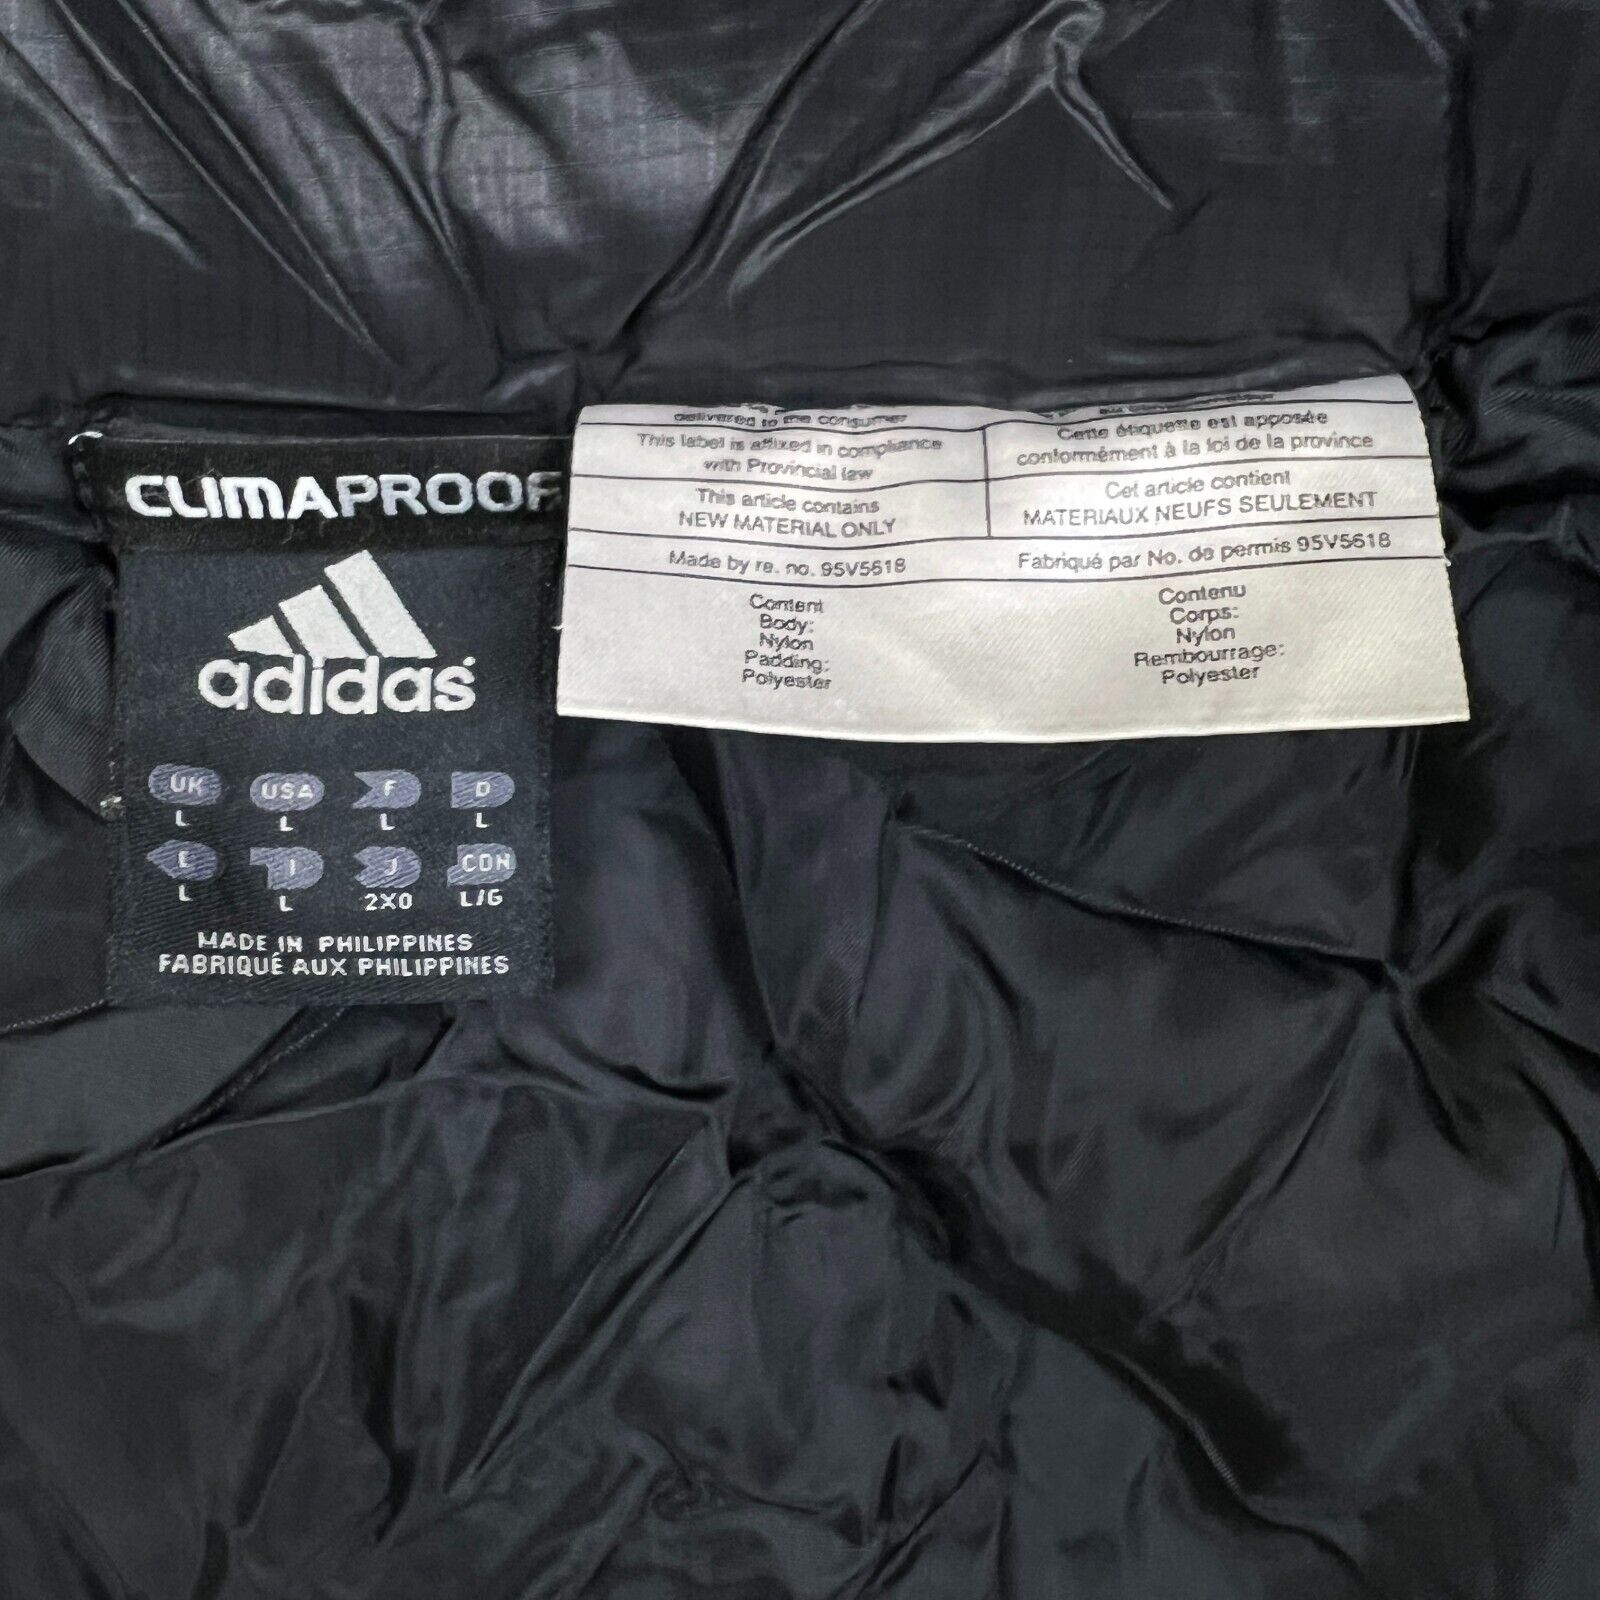 CLIMAPROOF
adidas
UK USA F D
L L L L
E I J CDN
L L 2XO L/G
MADE IN PHILIPPINES
FABRIQUÉ AUX PHILIPPINES
delivered to the consumer
This label is affixed in compliance
with Provincial law
This article contains
NEW MATERIAL ONLY
Made by re. no. 95V5618
Content
Body:
Nylon
Padding:
Polyester
Cette étiquette est apposée
conformément à la loi de la province
Cet article contient
MATERIAUX NEUFS SEULEMENT
Fabriqué par No. de permis 95V5618
Contenu
Corps:
Nylon
Rembourrage:
Polyester